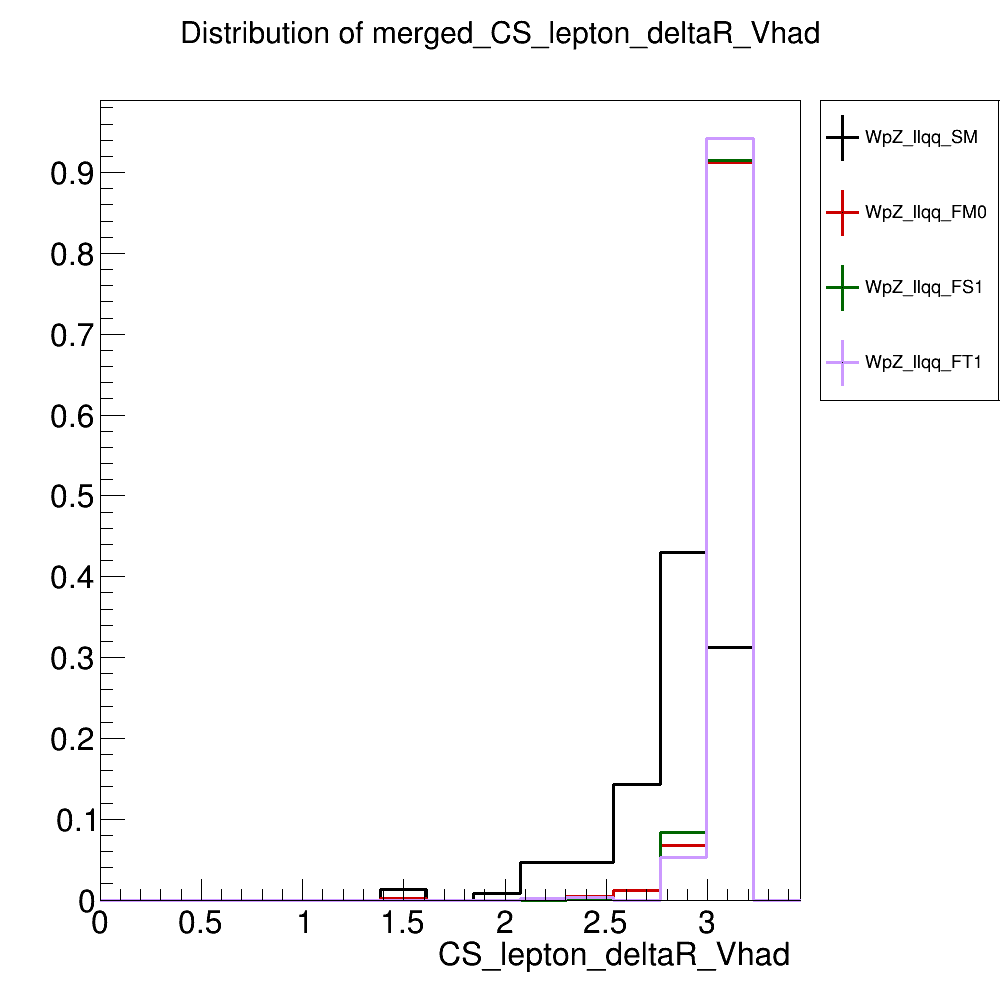 Distribution of merged_CS_lepton_deltaR_Vhad
WpZ_llqq_SM
WpZ_llqq_FM0
WpZ_llqq_FS1
WpZ_llqq_FT1
0.9
0.8
0.7
0.6
0.5
0.4
0.3
0.2
0.1
0
0 0.5 1 1.5 2 2.5 3
CS_lepton_deltaR_Vhad